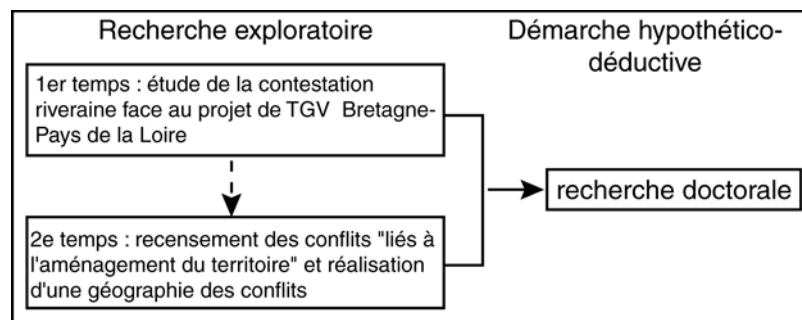 Recherche exploratoire
Démarche hypothético-
déductive
1er temps : étude de la contestation
riveraine face au projet de TGV Bretagne-
Pays de la Loire
2e temps : recensement des conflits "liés à
l'aménagement du territoire" et réalisation
d'une géographie des conflits
recherche doctorale